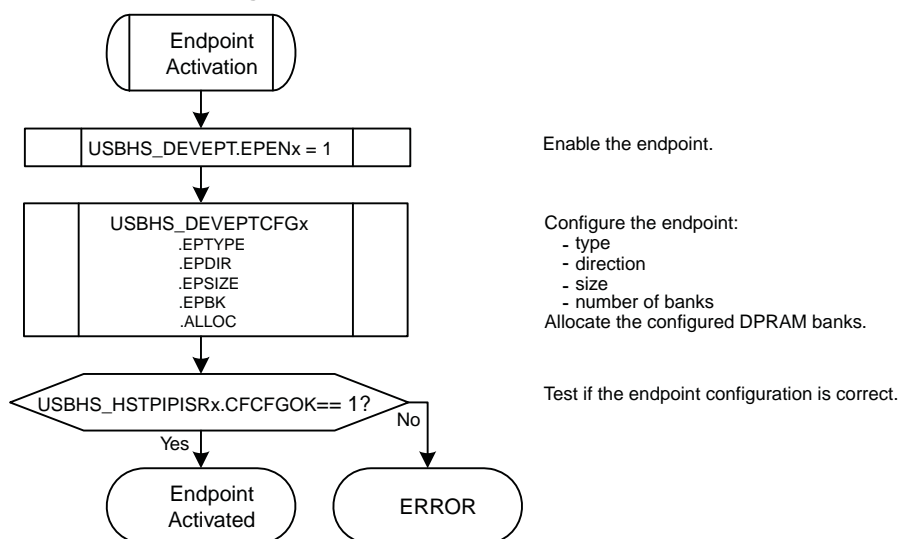 Endpoint
Activation
USBHS_DEVEPT.EPENx = 1
Enable the endpoint.
USBHS_DEVEPTCFGx
.EPTYPE
.EPDIR
.EPSIZE
.EPBK
.ALLOC
Configure the endpoint:
- type
- direction
- size
- number of banks
Allocate the configured DPRAM banks.
USBHS_HSTPIPISRx.CFCFGOK== 1?
Test if the endpoint configuration is correct.
Yes
No
Endpoint
Activated
ERROR